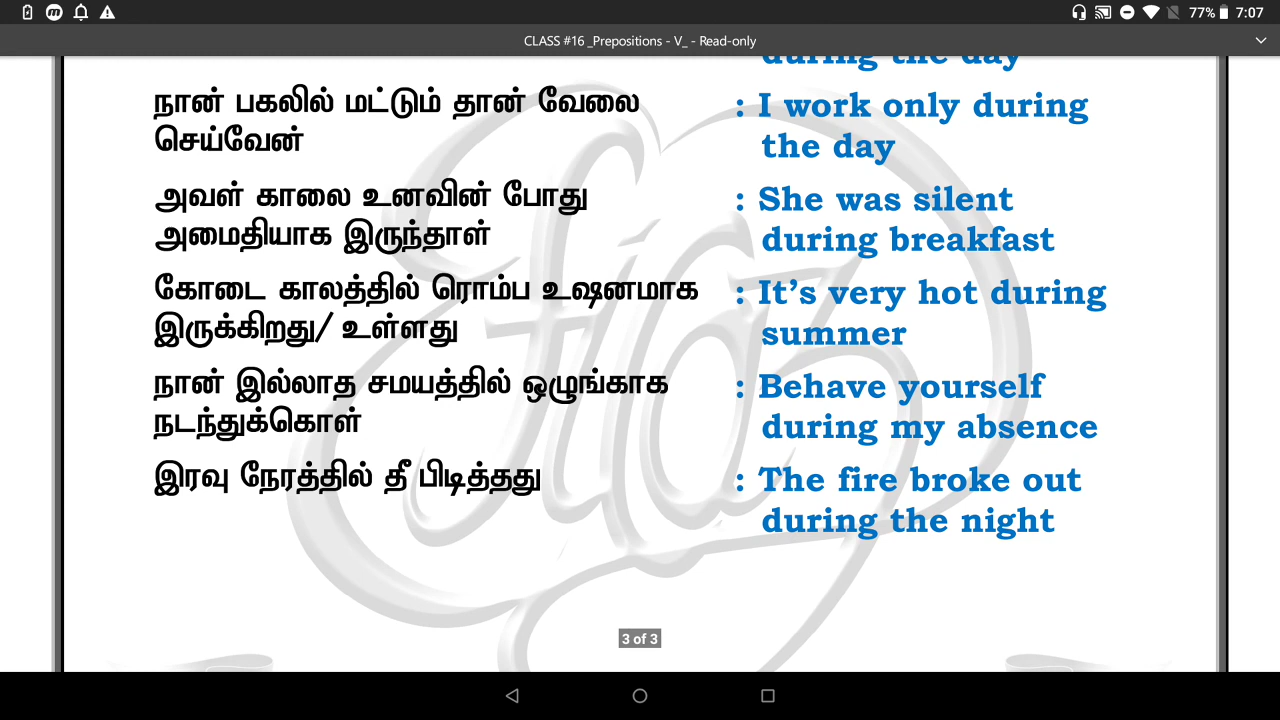 77% 7:07
CLASS #16 _Prepositions - V_ - Read-only
during the day
நான் பகலில் மட்டும் தான் வேலை
செய்வேன்
: I work only during
the day
அவள் காலை உனவின் போது
அமைதியாக இருந்தாள்
: She was silent
during breakfast
கோடை காலத்தில் ரொம்ப உஷனமாக
இருக்கிறது/ உள்ளது
: It’s very hot during
summer
நான் இல்லாத சமயத்தில் ஒழுங்காக
நடந்துக்கொள்
: Behave yourself
during my absence
இரவு நேரத்தில் தீ பிடித்தது
: The fire broke out
during the night
3 of 3